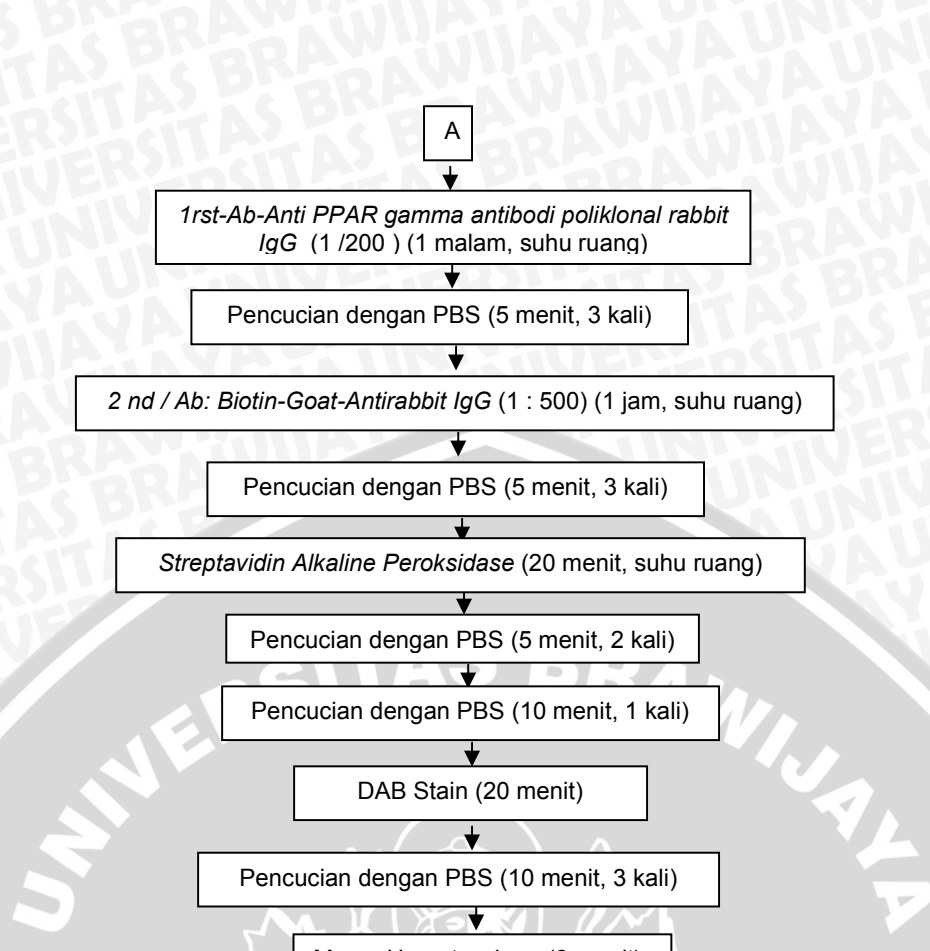 A
1rst-Ab-Anti PPAR gamma antibodi poliklonal rabbit
IgG (1 /200 ) (1 malam, suhu ruang)
Pencucian dengan PBS (5 menit, 3 kali)
2 nd / Ab: Biotin-Goat-Antirabbit IgG (1 : 500) (1 jam, suhu ruang)
Pencucian dengan PBS (5 menit, 3 kali)
Streptavidin Alkaline Peroksidase (20 menit, suhu ruang)
Pencucian dengan PBS (5 menit, 2 kali)
Pencucian dengan PBS (10 menit, 1 kali)
DAB Stain (20 menit)
Pencucian dengan PBS (10 menit, 3 kali)
UNIVERSITAS BRAWIJAYA